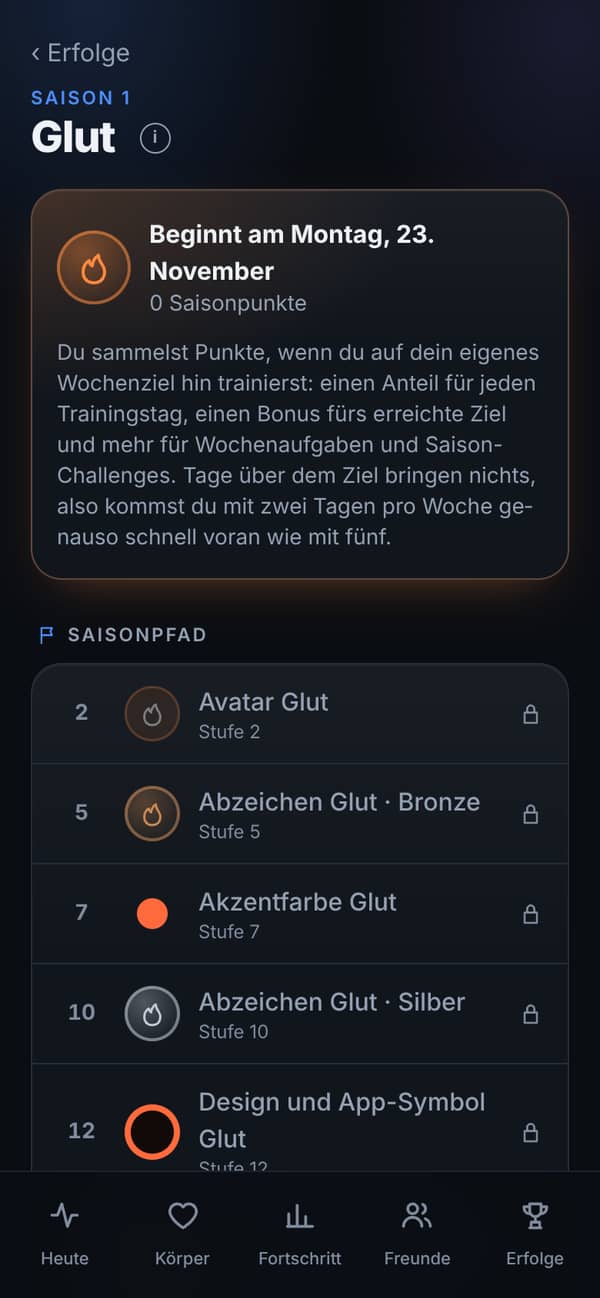 ‹ Erfolge
SAISON 1
Glut
i
Beginnt am Montag, 23.
November
0 Saisonpunkte
Du sammelst Punkte, wenn du auf dein eigenes
Wochenziel hin trainierst: einen Anteil für jeden
Trainingstag, einen Bonus fürs erreichte Ziel
und mehr für Wochenaufgaben und Saison-
Challenges. Tage über dem Ziel bringen nichts,
also kommst du mit zwei Tagen pro Woche ge-
nauso schnell voran wie mit fünf.
SAISONPFAD
2
Avatar Glut
Stufe 2
5
Abzeichen Glut · Bronze
Stufe 5
7
Akzentfarbe Glut
Stufe 7
10
Abzeichen Glut · Silber
Stufe 10
12
Design und App-Symbol
Glut
Stufe 12
Heute
Körper
Fortschritt
Freunde
Erfolge